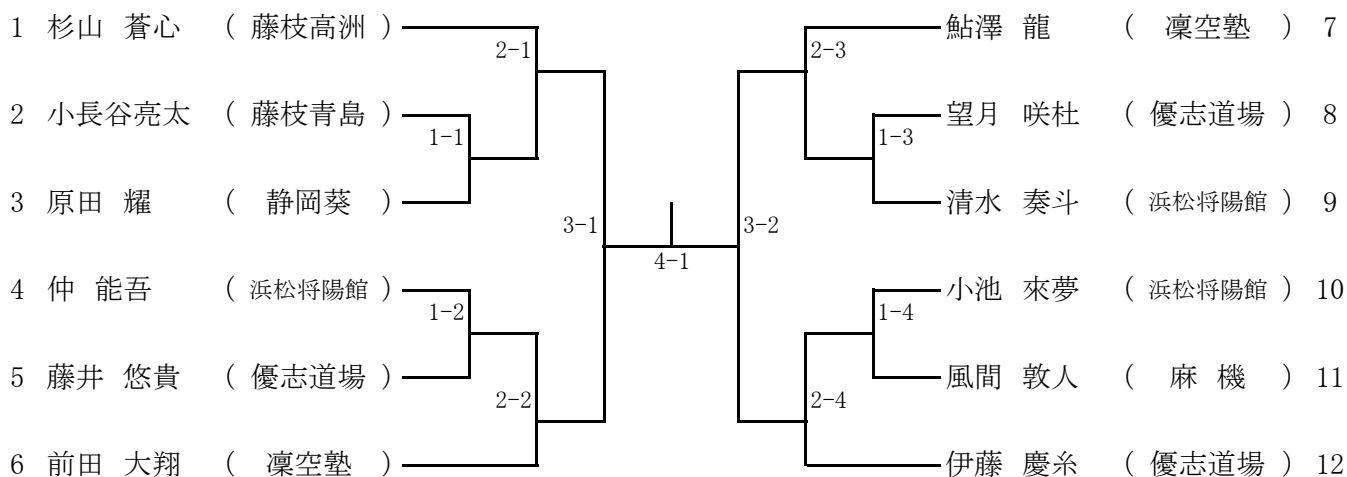 1 杉山 蒼心 ( 藤枝高洲 )
2-1
2 小長谷亮太 ( 藤枝青島 )
1-1
3 原田 耀 ( 静岡葵 )
3-1
4 仲 能吾 ( 浜松将陽館 )
1-2
5 藤井 悠貴 ( 優志道場 )
2-2
6 前田 大翔 ( 凜空塾 )
4-1
鮎澤 龍 ( 凜空塾 ) 7
2-3
望月 咲杜 ( 優志道場 ) 8
1-3
清水 奏斗 ( 浜松将陽館 ) 9
3-2
小池 來夢 ( 浜松将陽館 ) 10
1-4
風間 敦人 ( 麻機 ) 11
2-4
伊藤 慶糸 ( 優志道場 ) 12